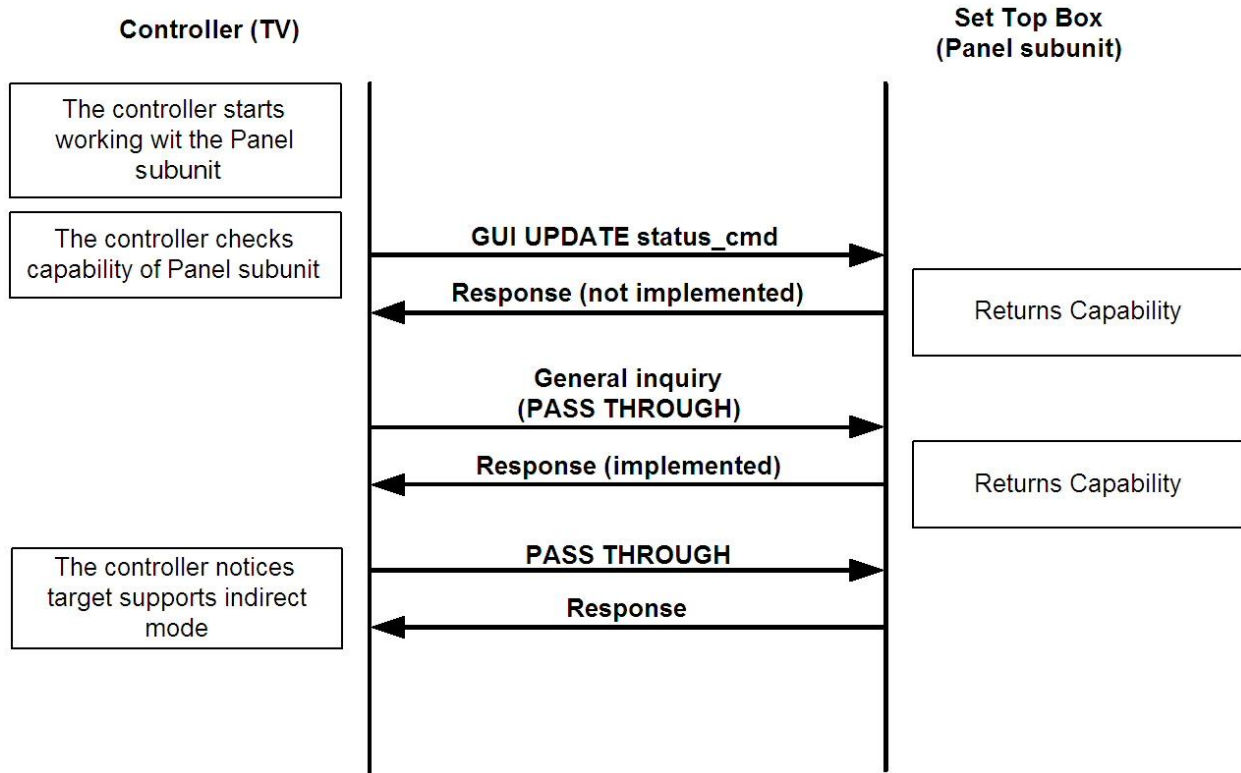 Controller (TV)
Set Top Box
(Panel subunit)
The controller starts
working wit the Panel
subunit
The controller checks
capability of Panel subunit
GUI UPDATE status_cmd
Response (not implemented)
Returns Capability
General inquiry
(PASS THROUGH)
Response (implemented)
Returns Capability
The controller notices
target supports indirect
mode
PASS THROUGH
Response